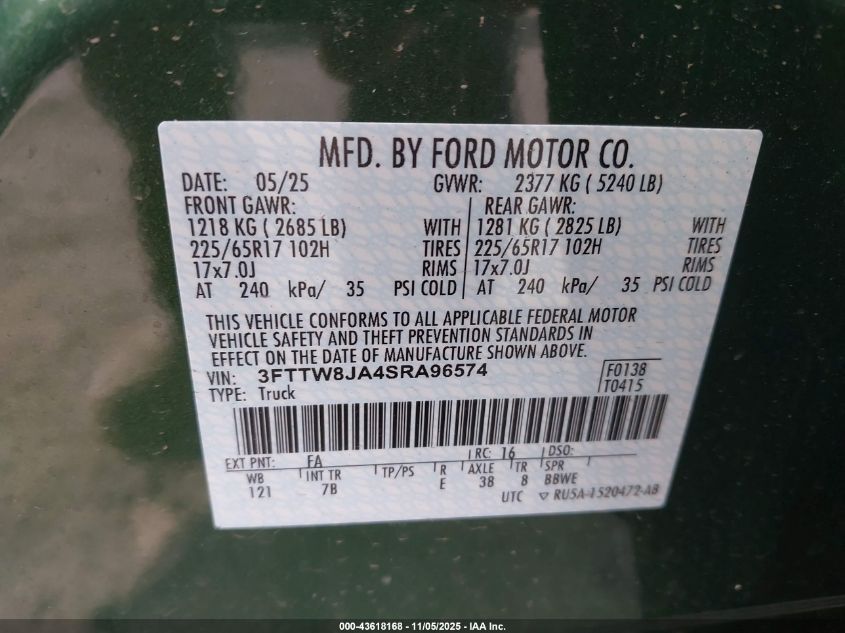 MFD. BY FORD MOTOR CO.
DATE: 05/25 GVWR: 2377 KG ( 5240 LB)
FRONT GAWR: REAR GAWR:
1218 KG ( 2685 LB) WITH 1281 KG ( 2825 LB) WITH
225/65R17 102H TIRES 225/65R17 102H TIRES
17x7.0J RIMS 17x7.0J RIMS
AT 240 kPa/ 35 PSI COLD AT 240 kPa/ 35 PSI COLD
THIS VEHICLE CONFORMS TO ALL APPLICABLE FEDERAL MOTOR
VEHICLE SAFETY AND THEFT PREVENTION STANDARDS IN
EFFECT ON THE DATE OF MANUFACTURE SHOWN ABOVE.
VIN: 3FTTW8JA4SRA96574 F0138
TYPE: Truck T0415
EXT PNT: FA RC: 16 DSO:
WB INT TR TP/PS R AXLE TR SPR
121 7B E 38 8 BBWE
UTC ▽ RU5A-1520472-AB
000-43618168 - 11/05/2025 - IAA Inc.